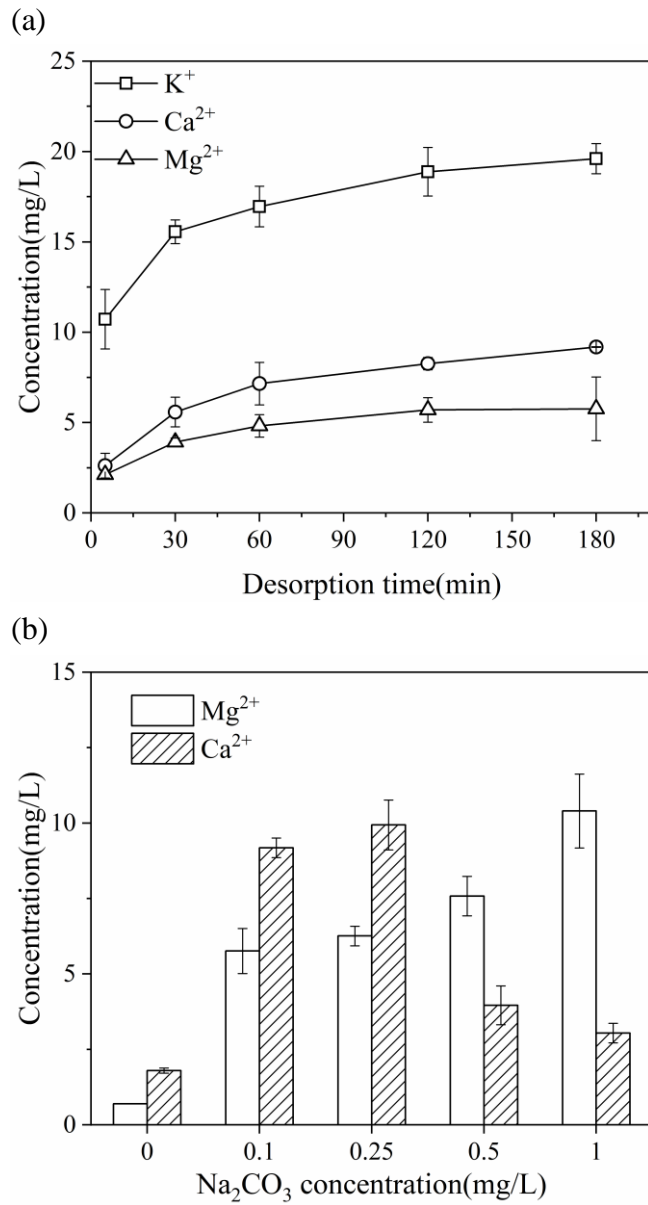 (a)
25
20
15
10
5
0
Concentration(mg/L)
K⁺
Ca²⁺
Mg²⁺
0 30 60 90 120 150 180
Desorption time(min)
(b)
15
10
5
0
Concentration(mg/L)
Mg²⁺
Ca²⁺
0 0.1 0.25 0.5 1
Na₂CO₃ concentration(mg/L)